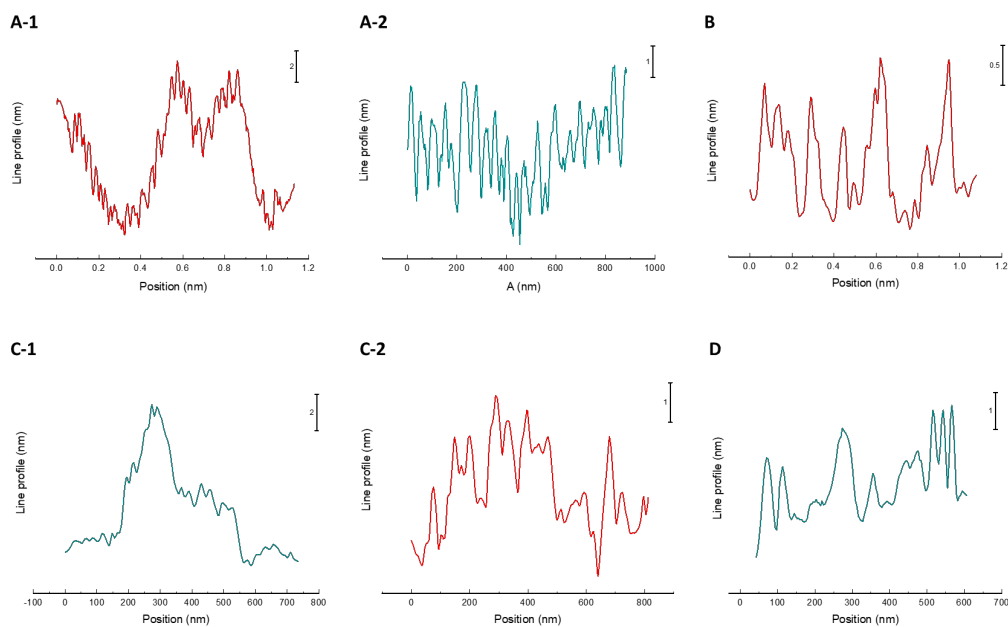 A-1
A-2
B
2
1
0.5
Line profile (nm)
Line profile (nm)
Line profile (nm)
0.0 0.2 0.4 0.6 0.8 1.0 1.2
0 200 400 600 800 1000
0.0 0.2 0.4 0.6 0.8 1.0 1.2
Position (nm)
A (nm)
Position (nm)
C-1
C-2
D
2
1
1
Line profile (nm)
Line profile (nm)
Line profile (nm)
-100 0 100 200 300 400 500 600 700 800
0 200 400 600 800
0 100 200 300 400 500 600 700
Position (nm)
Position (nm)
Position (nm)